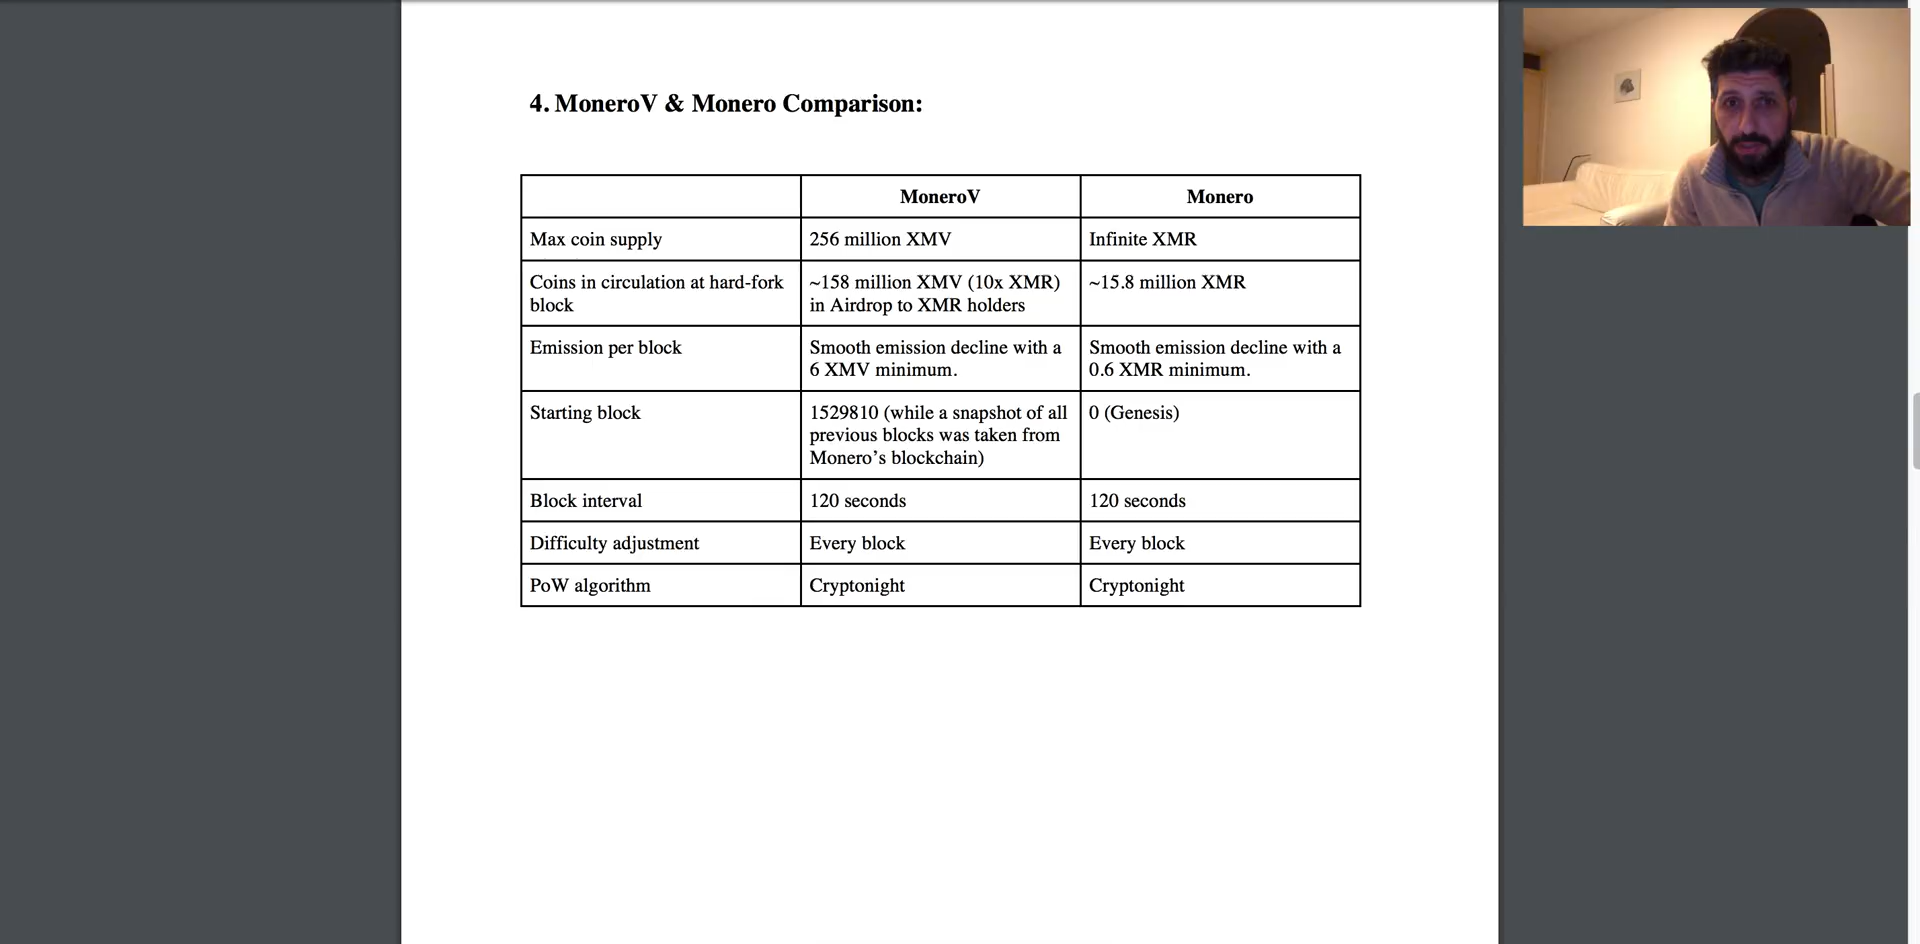 4. MoneroV & Monero Comparison:
MoneroV
Monero
Max coin supply
256 million XMV
Infinite XMR
Coins in circulation at hard-fork
block
~158 million XMV (10x XMR)
in Airdrop to XMR holders
~15.8 million XMR
Emission per block
Smooth emission decline with a
6 XMV minimum.
Smooth emission decline with a
0.6 XMR minimum.
Starting block
1529810 (while a snapshot of all
previous blocks was taken from
Monero’s blockchain)
0 (Genesis)
Block interval
120 seconds
120 seconds
Difficulty adjustment
Every block
Every block
PoW algorithm
Cryptonight
Cryptonight